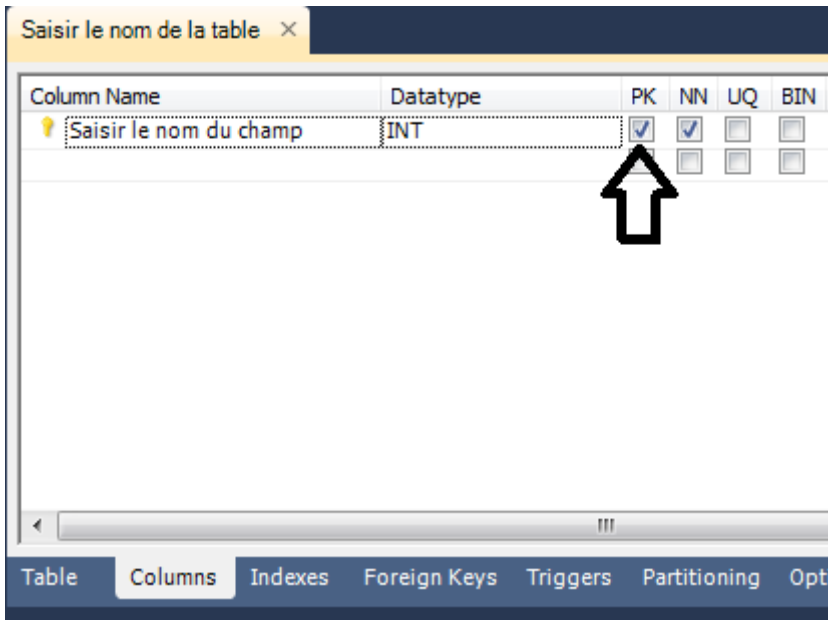 Saisir le nom de la table ×
Column Name Datatype PK NN UQ BIN
Saisir le nom du champ INT
Table Columns Indexes Foreign Keys Triggers Partitioning Opt